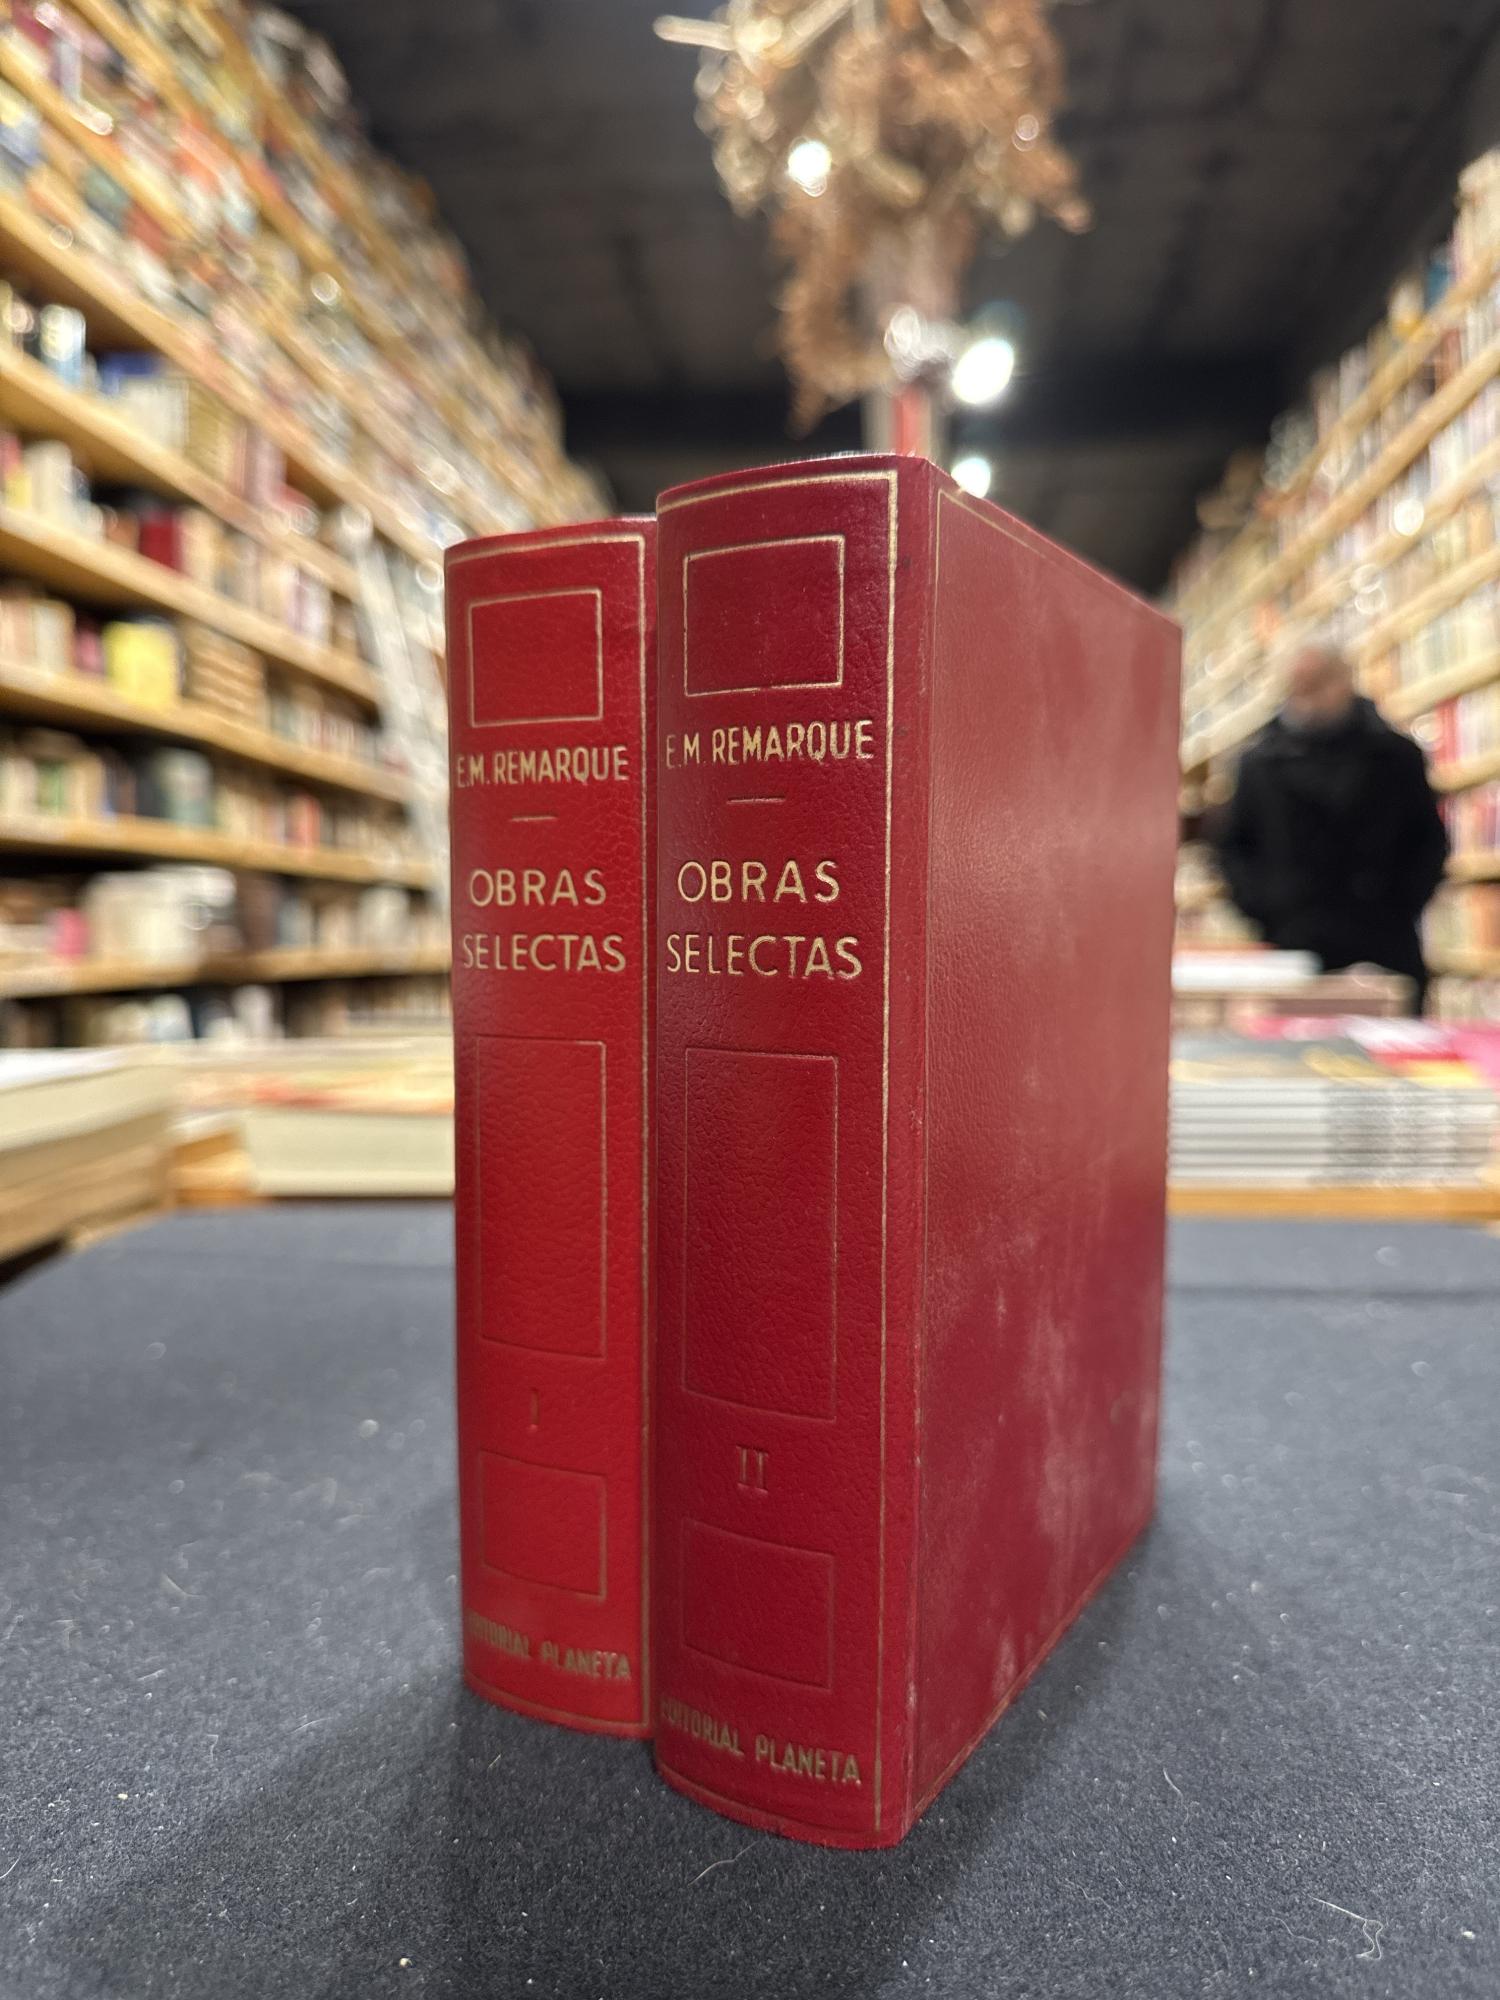 E.M. REMARQUE
OBRAS
SELECTAS
I
EDITORIAL PLANETA
E.M. REMARQUE
OBRAS
SELECTAS
II
EDITORIAL PLANETA